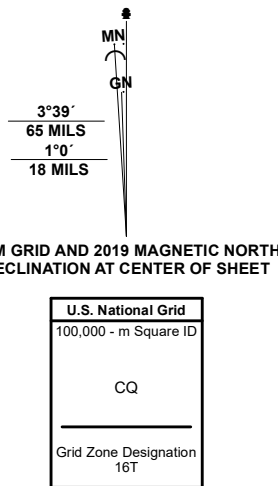 MN
GN
3°39´
65 MILS
1°0´
18 MILS
M GRID AND 2019 MAGNETIC NORTH
ECLINATION AT CENTER OF SHEET
U.S. National Grid
100,000 - m Square ID
CQ
Grid Zone Designation
16T